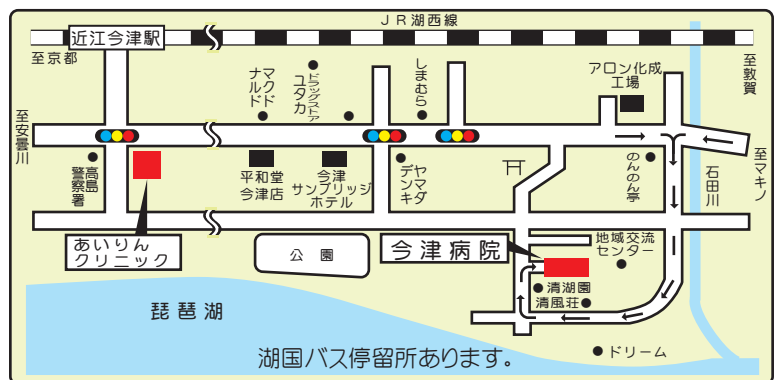 JR湖西線
近江今津駅
至京都
至敦賀
マクド
ナルド
ドラッグストア
ユタカ
しまむら
アロン化成
工場
至安曇川
至マキノ
高島
警察署
平和堂
今津店
今津
サンブリッジ
ホテル
ヤマダ
デンキ
のんのん亭
石田川
あいりん
クリニック
公園
今津病院
地域交流
センター
清湖園
清風荘
琵琶湖
湖国バス停留所あります。
ドリーム